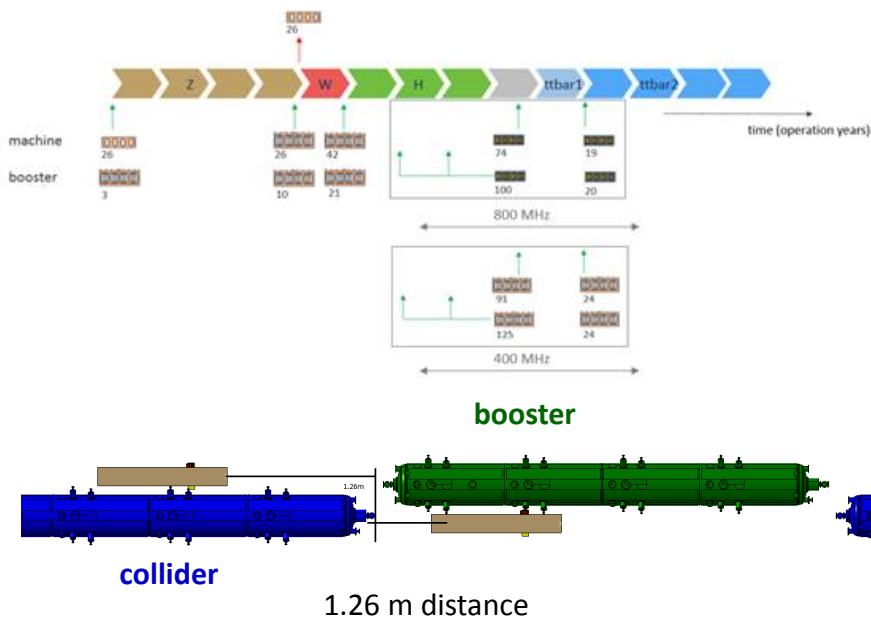 26
Z W H ttbar1 ttbar2
time (operation years)
machine 26 26 42 74 19
booster 3 10 21 100 20
800 MHz
91 24
125 24
400 MHz
booster
1.26m
collider
1.26 m distance